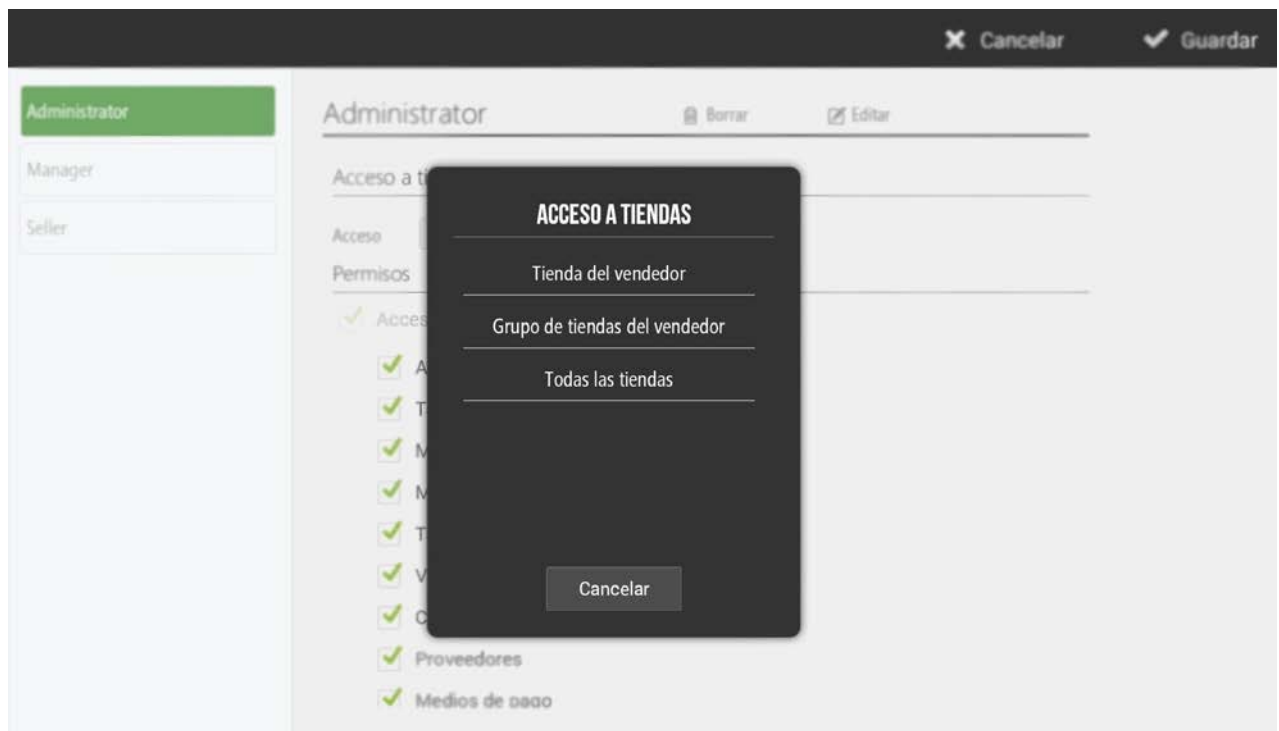 Cancelar
Guardar
Administrator
Manager
Seller
Administrator
Borrar
Editar
Acceso a ti
Acceso
Permisos
Acces
A
T
M
M
T
V
C
Proveedores
Medios de pago
ACCESO A TIENDAS
Tienda del vendedor
Grupo de tiendas del vendedor
Todas las tiendas
Cancelar